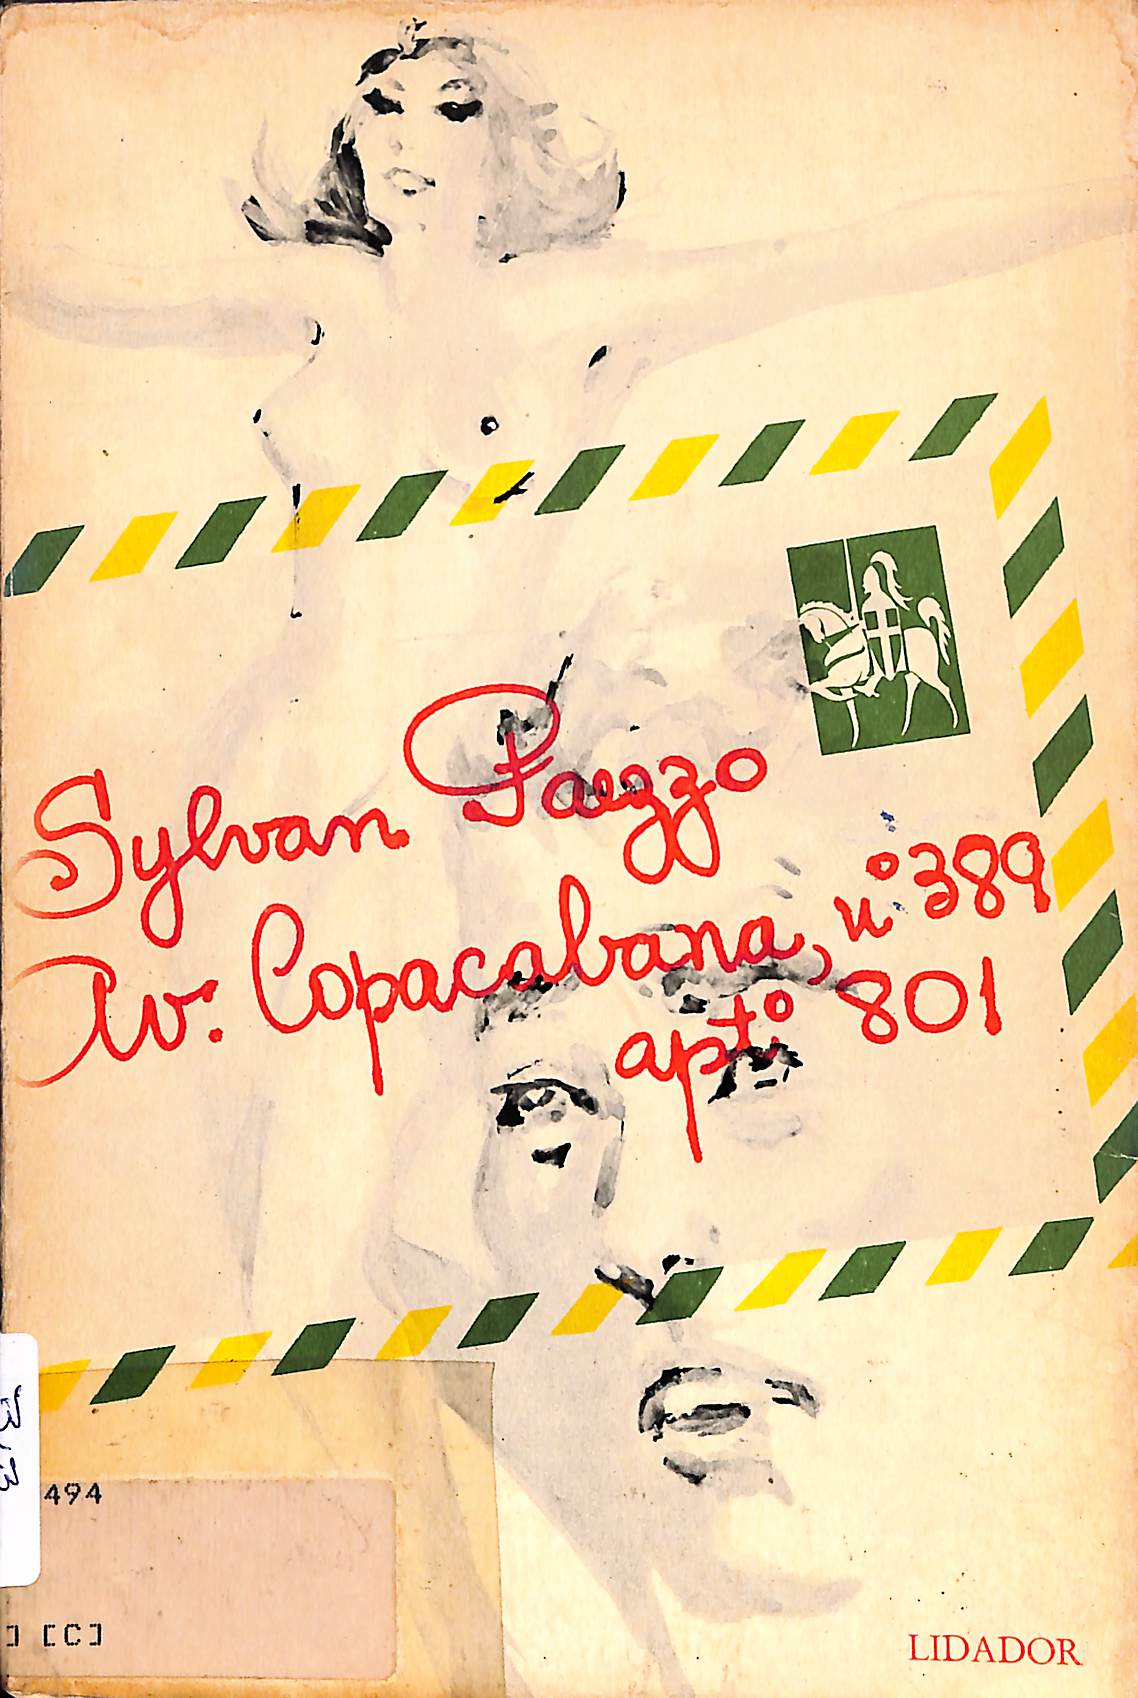 Sylvan Paezzo
Av. Copacabana, nº 389
aptº 801
494
] [C]
LIDADOR